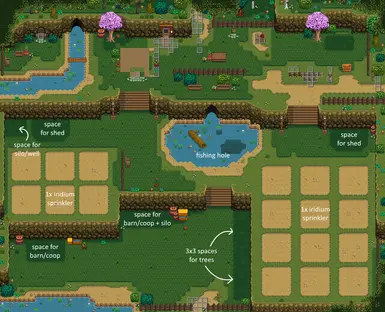 space
for shed
space for
silo/well
1x iridium
sprinkler
fishing hole
space
for shed
1x iridium
sprinkler
space for
barn/coop + silo
space for
barn/coop
3x3 spaces
for trees